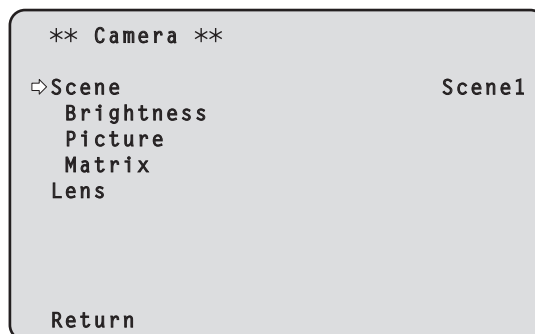 ** Camera **
⇨Scene Scene1
Brightness
Picture
Matrix
Lens
Return